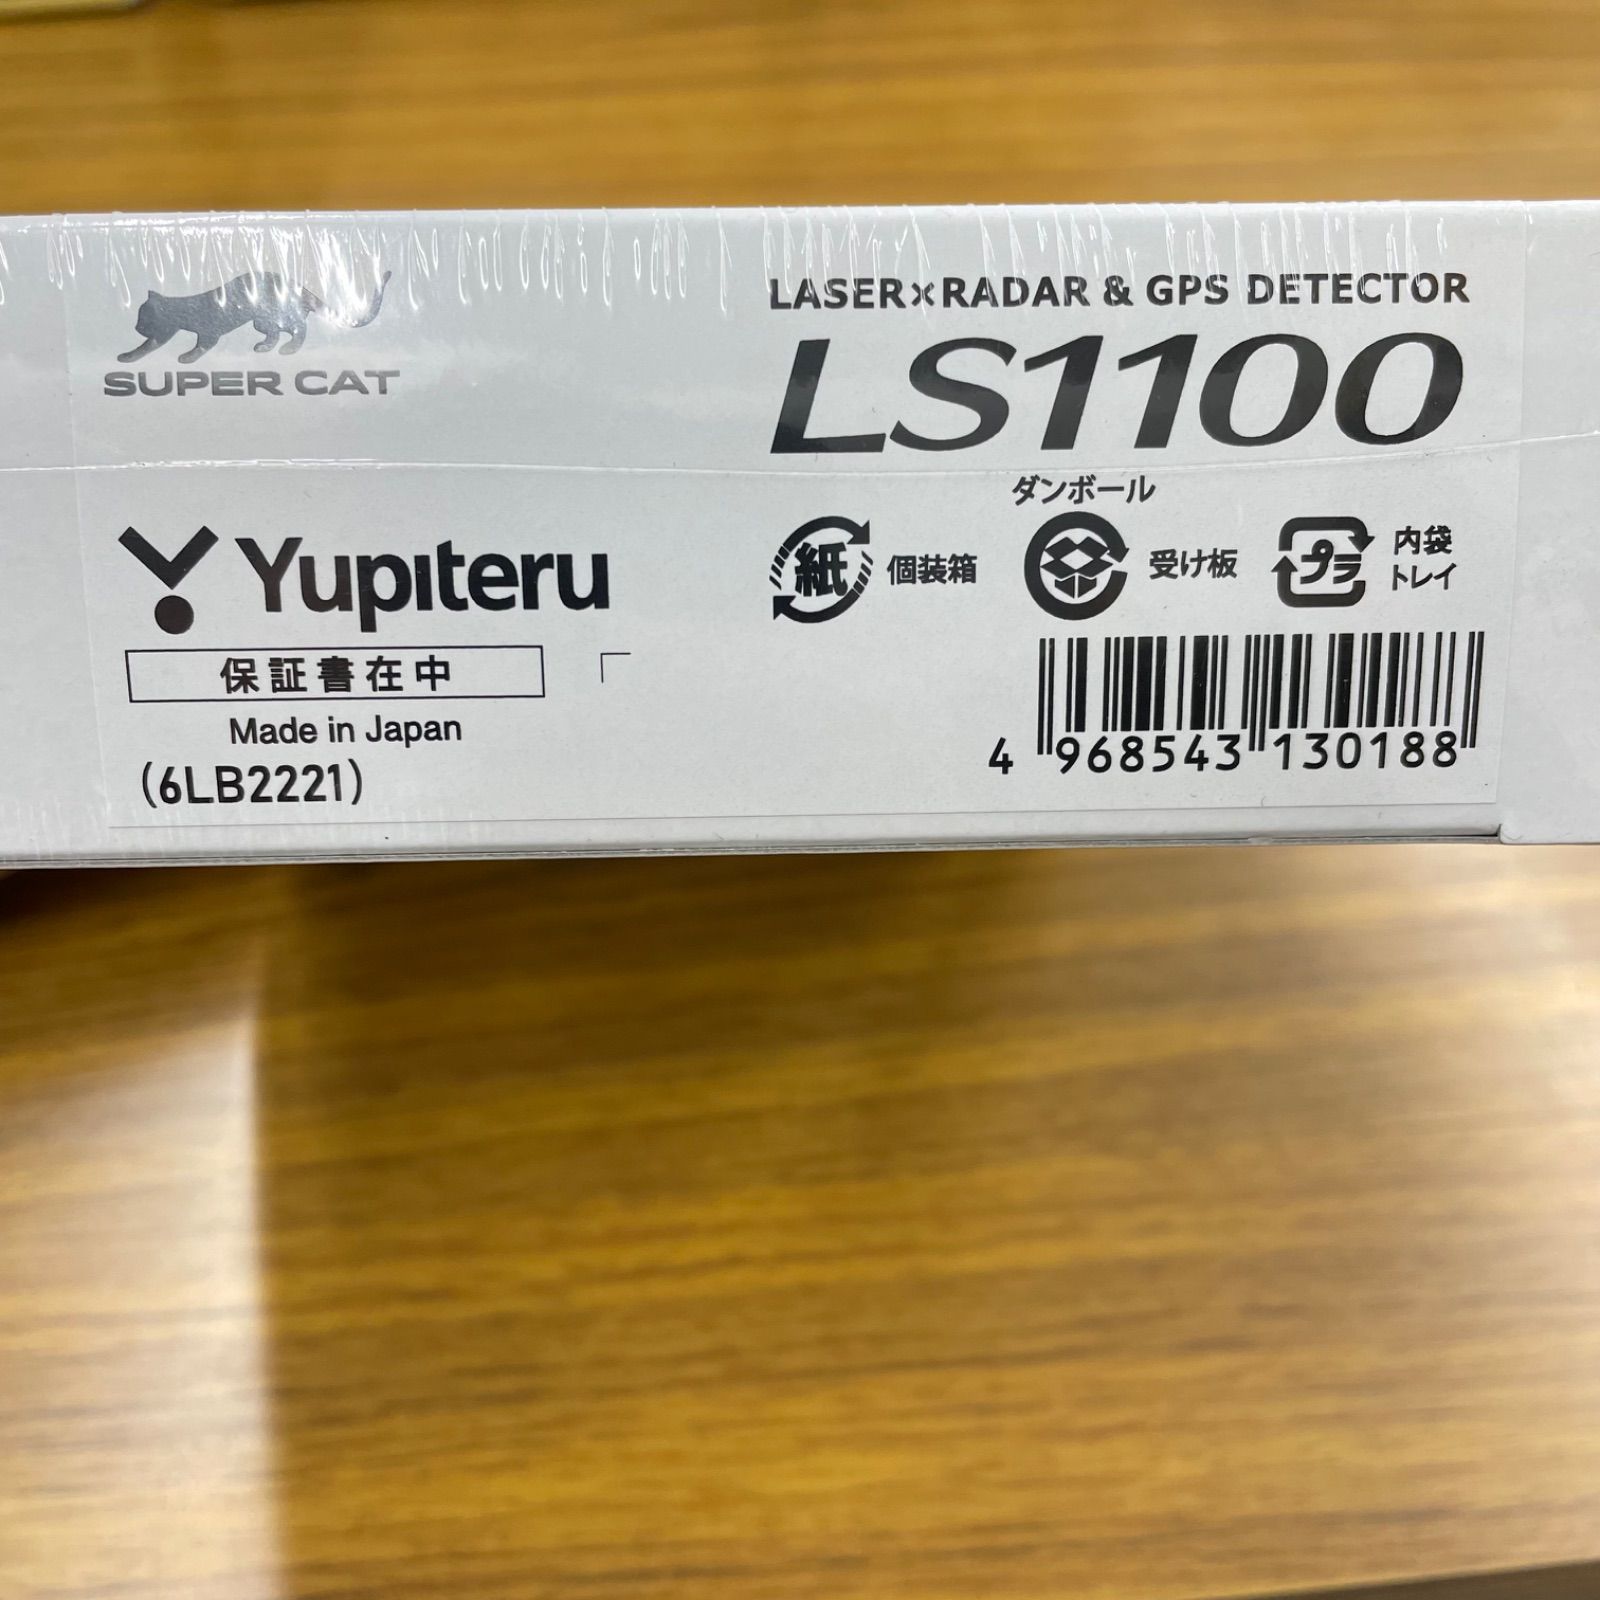 SUPER CAT
LASER×RADAR & GPS DETECTOR
LS1100
Yupiteru
保証書在中
Made in Japan
(6LB2221)
紙
個装箱
ダンボール
受け板
プラ
内袋
トレイ
4 968543 130188